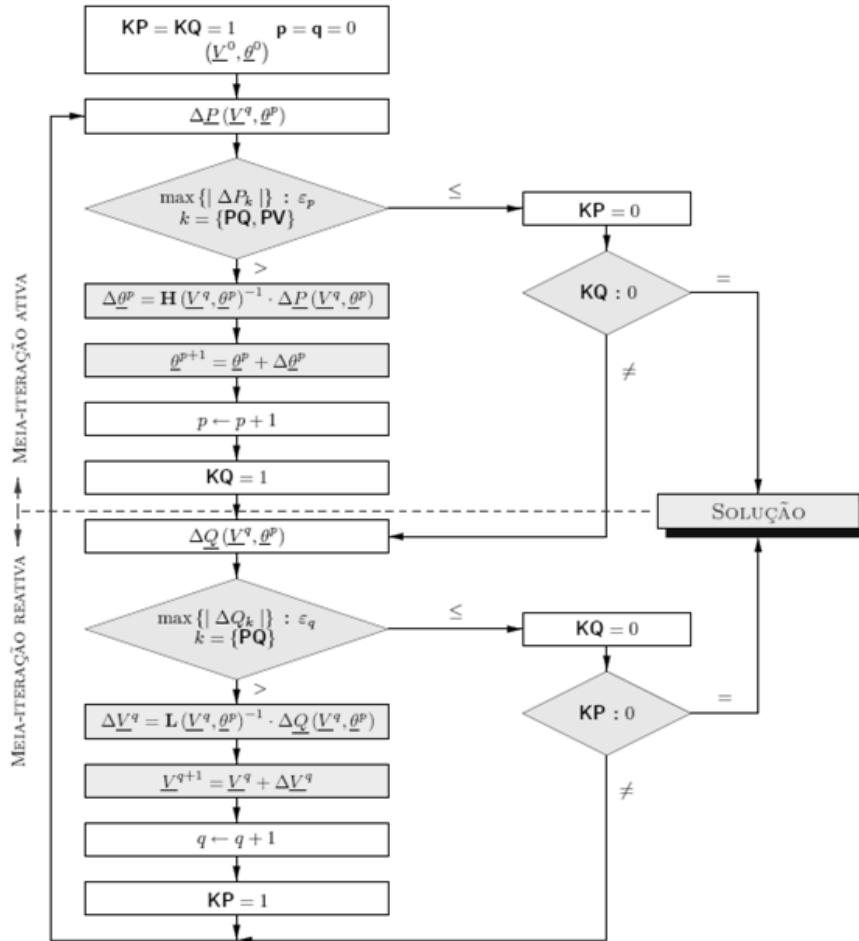 KP = KQ = 1   p = q = 0
(V⁰, θ⁰)
ΔP (V^q, θ^p)
max {| ΔP_k |} : ε_p
k = {PQ, PV}
≤
KP = 0
>
KQ : 0
=
≠
Δθ^p = H (V^q, θ^p)⁻¹ · ΔP (V^q, θ^p)
θ^{p+1} = θ^p + Δθ^p
p ← p + 1
KQ = 1
MEIA-ITERAÇÃO ATIVA
SOLUÇÃO
MEIA-ITERAÇÃO REATIVA
ΔQ (V^q, θ^p)
max {| ΔQ_k |} : ε_q
k = {PQ}
≤
KQ = 0
>
KP : 0
=
≠
ΔV^q = L (V^q, θ^p)⁻¹ · ΔQ (V^q, θ^p)
V^{q+1} = V^q + ΔV^q
q ← q + 1
KP = 1